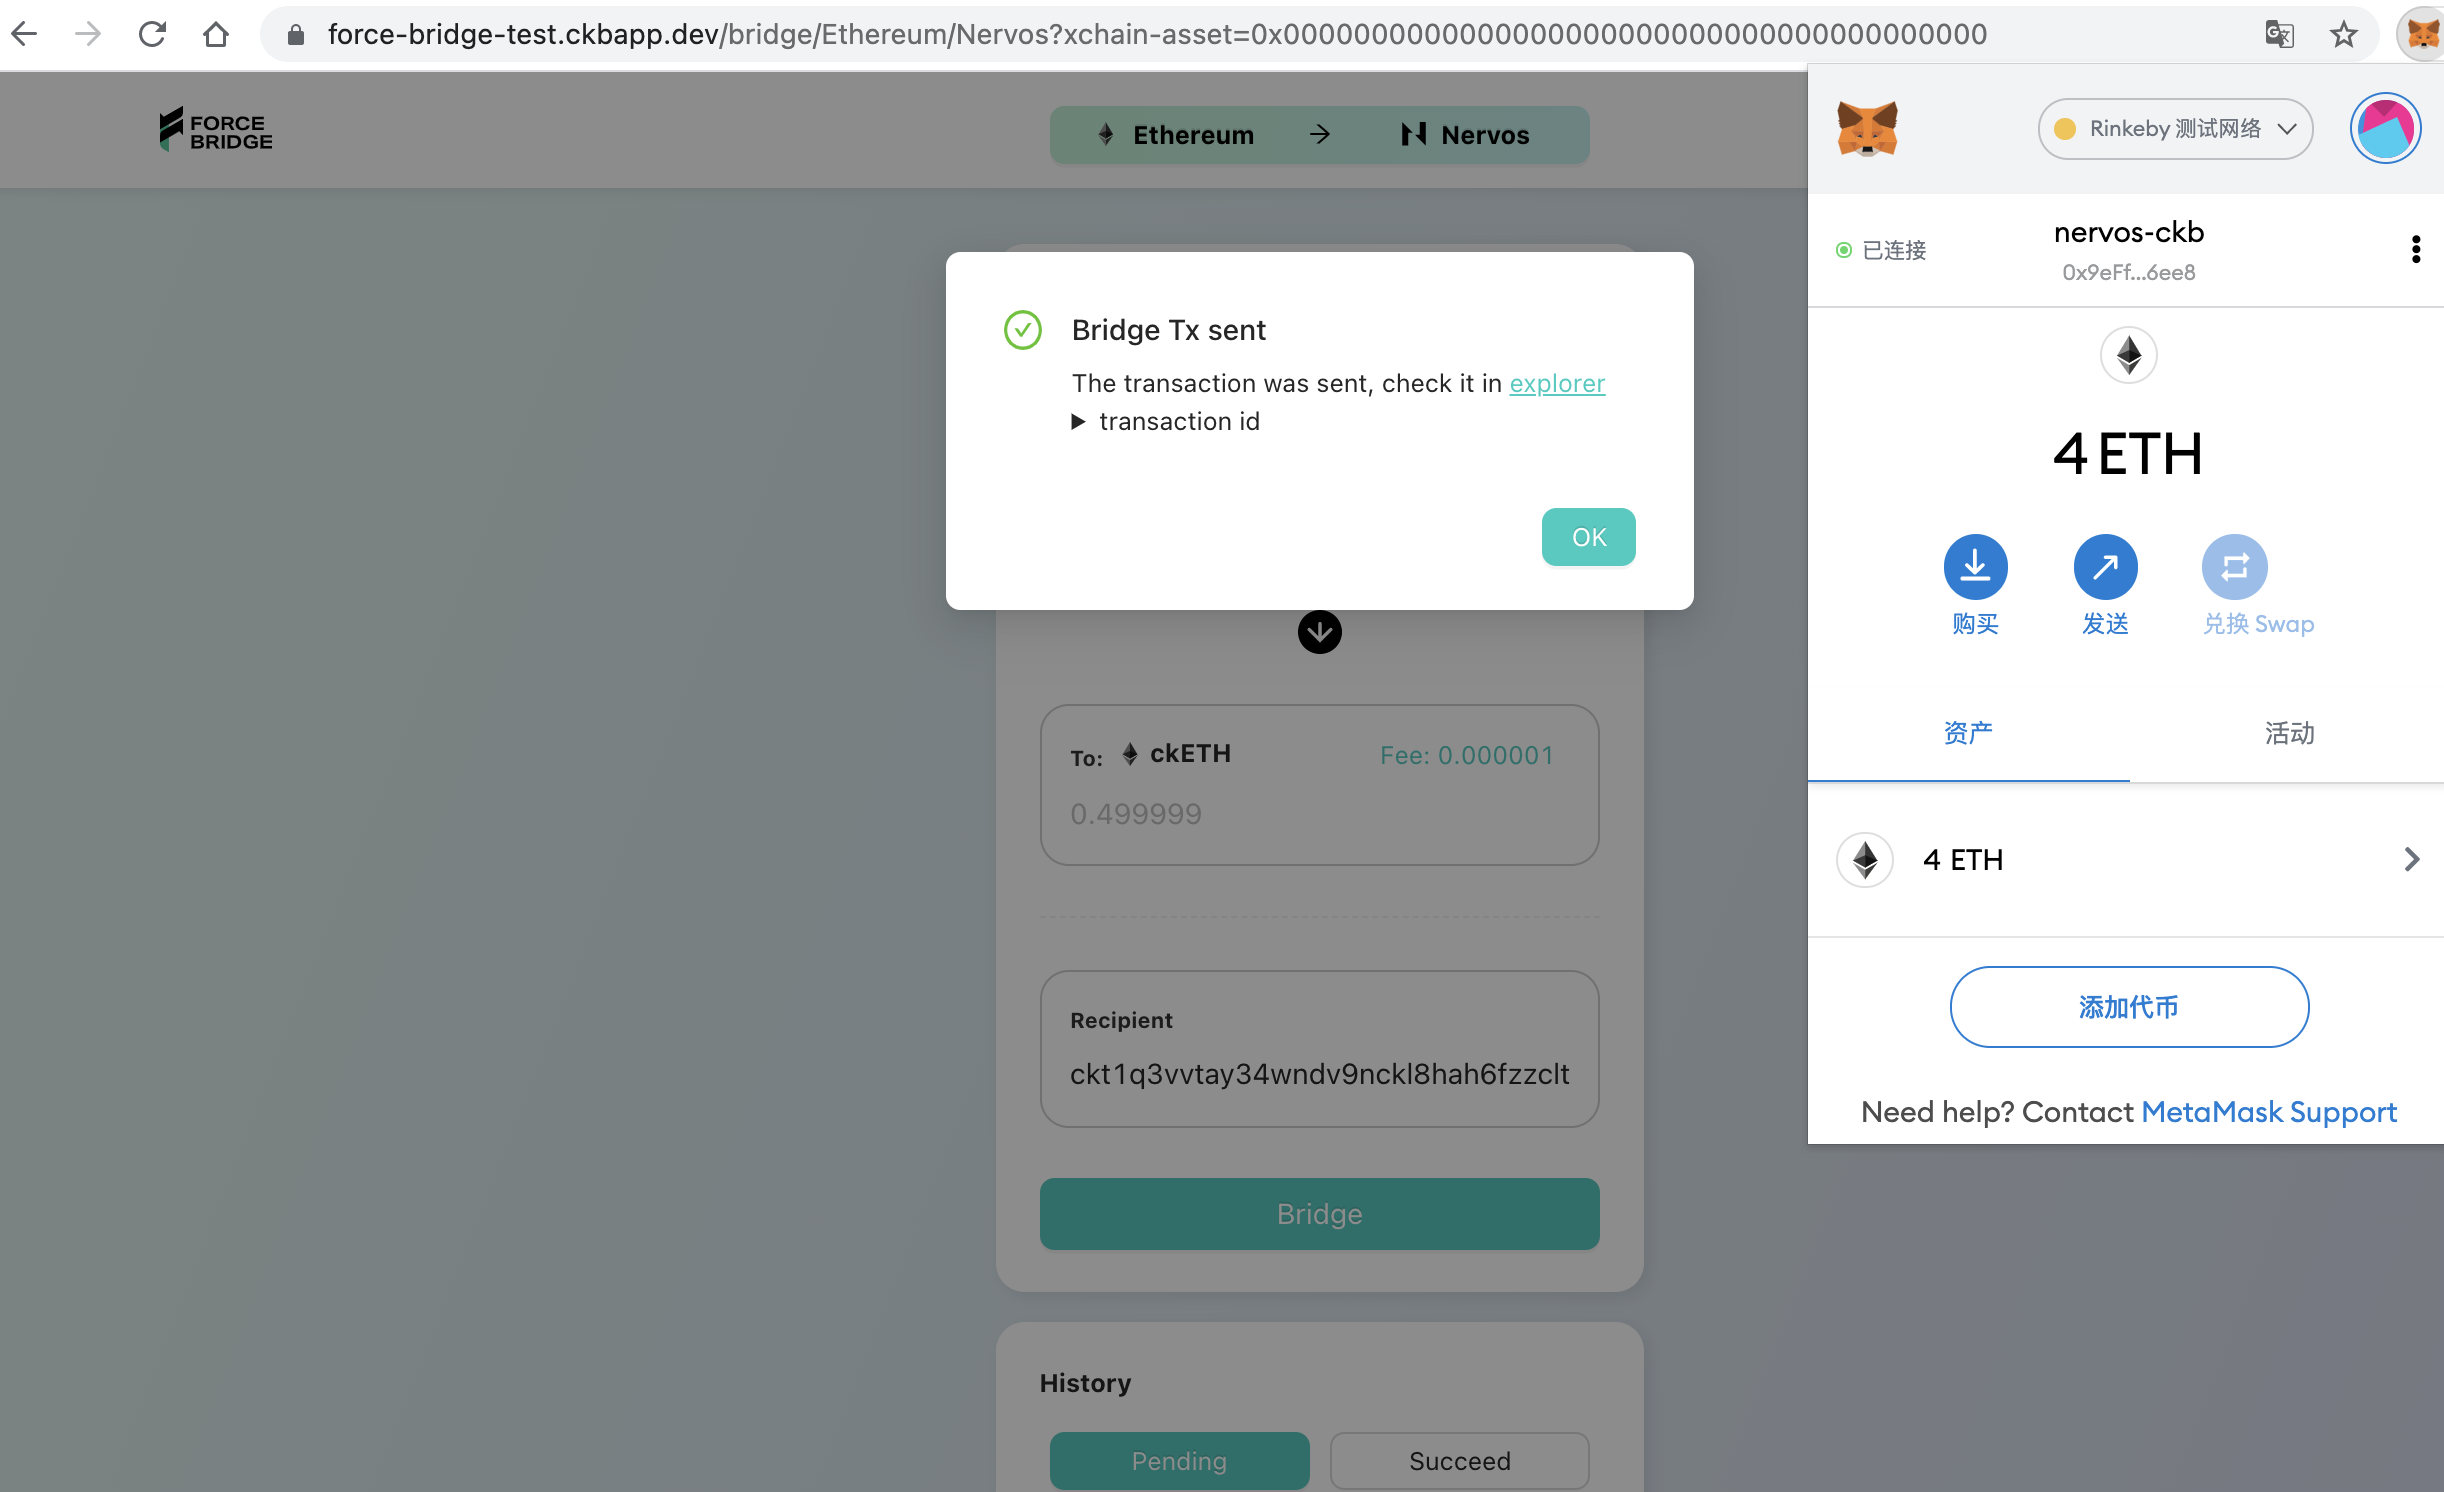 force-bridge-test.ckbapp.dev/bridge/Ethereum/Nervos?xchain-asset=0x0000000000000000000000000000000000000000
FORCE
BRIDGE
Ethereum → Nervos
Bridge Tx sent
The transaction was sent, check it in explorer
▶ transaction id
OK
To: ckETH Fee: 0.000001
0.499999
Recipient
ckt1q3vvtay34wndv9nckl8hah6fzzclt
Bridge
History
Pending Succeed
Rinkeby 测试网络
已连接
nervos-ckb
0x9eFf...6ee8
4 ETH
购买 发送 兑换 Swap
资产 活动
4 ETH
添加代币
Need help? Contact MetaMask Support